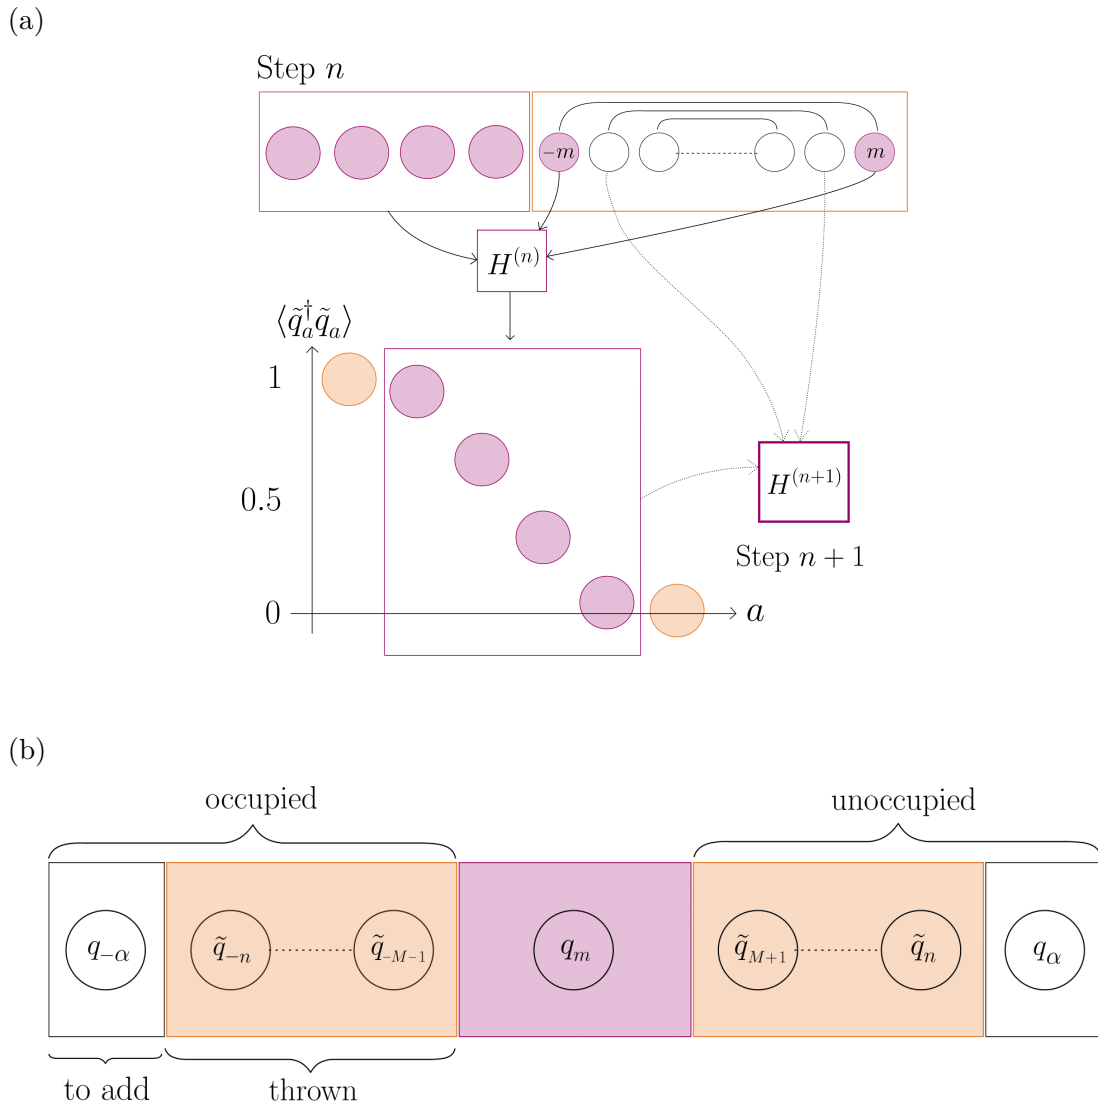 (a)
Step n
−m
m
H^{(n)}
⟨q̃_a^† q̃_a⟩
1
0.5
0
a
H^{(n+1)}
Step n + 1
(b)
occupied
unoccupied
q_{−α} q̃_{−n} q̃_{-M-1} q_m q̃_{M+1} q̃_n q_α
to add
thrown